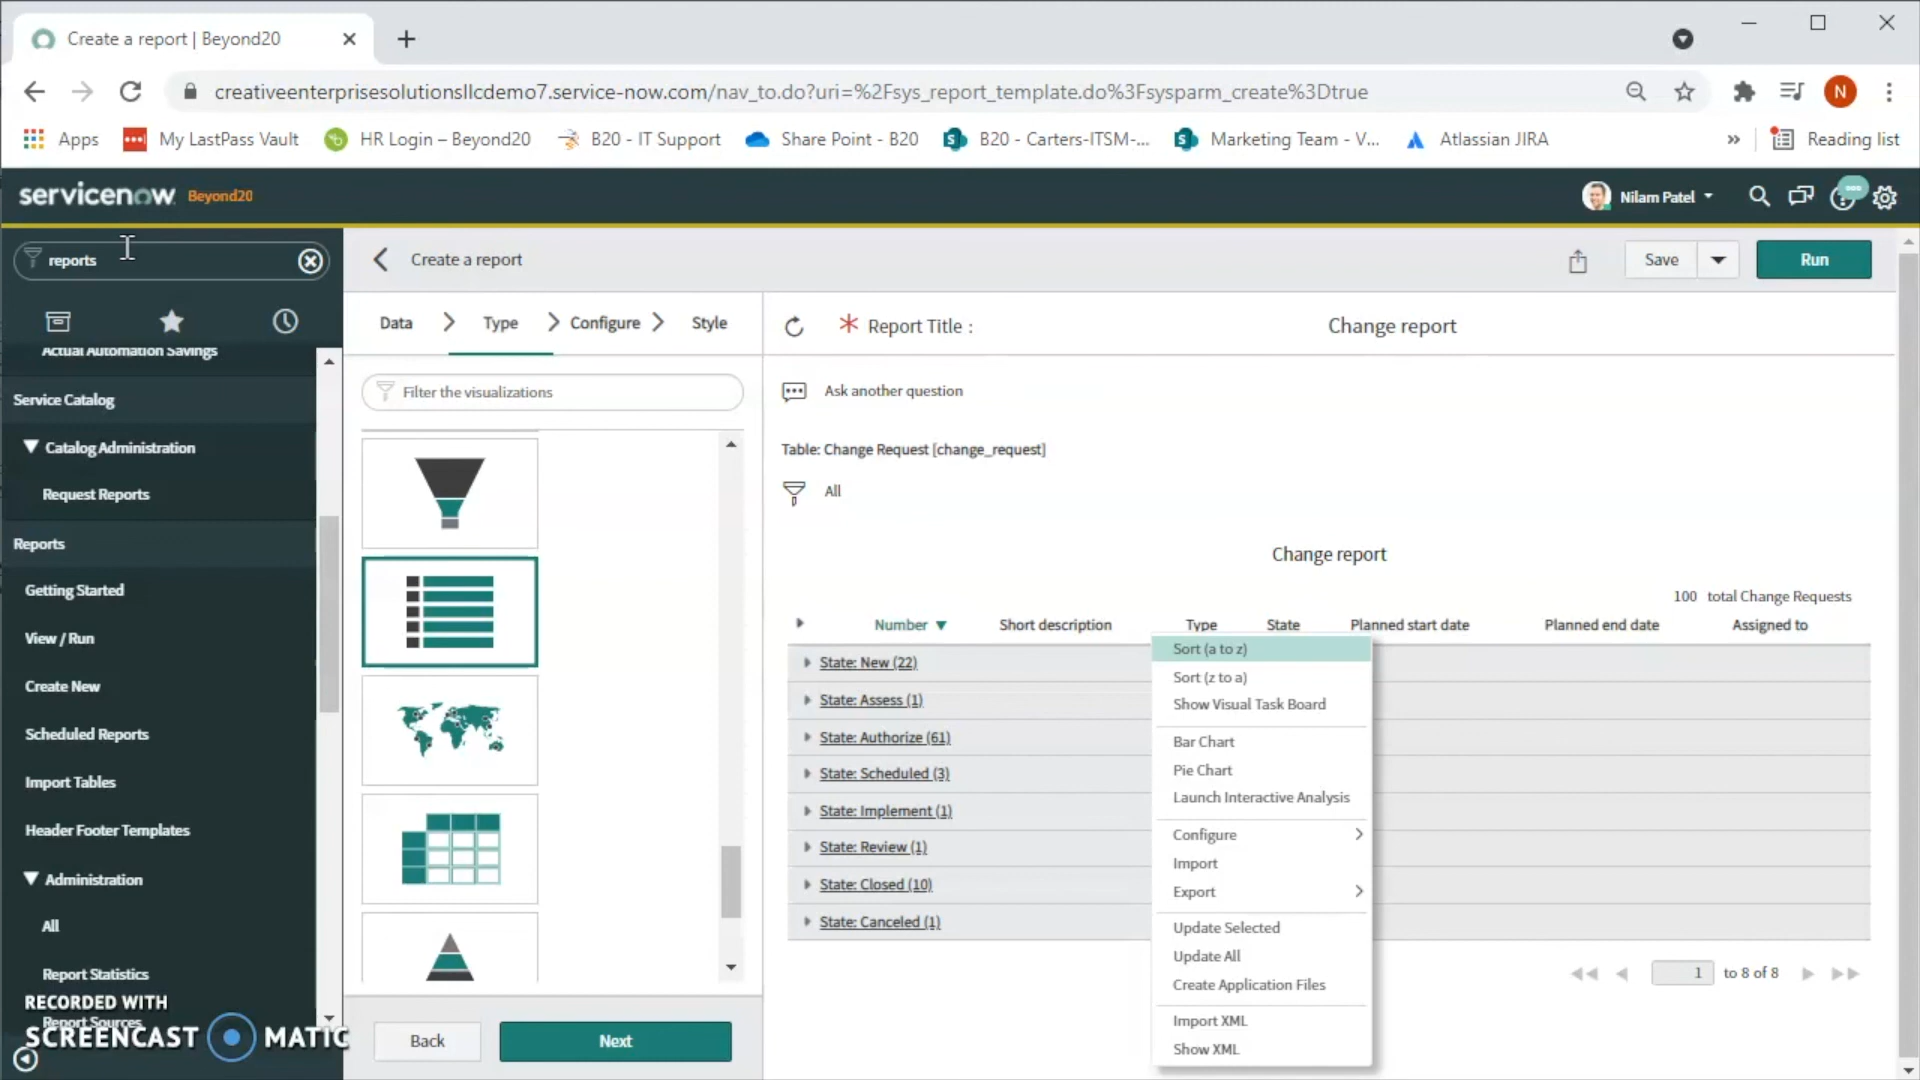 Create a report | Beyond20
creativeenterprisesolutionsllcdemo7.service-now.com/nav_to.do?uri=%2Fsys_report_template.do%3Fsysparm_create%3Dtrue
N
Apps
My LastPass Vault
HR Login – Beyond20
B20 - IT Support
Share Point - B20
B20 - Carters-ITSM-...
Marketing Team - V...
Atlassian JIRA
»
Reading list
servicenow Beyond20
Nilam Patel
reports
Create a report
Save
Run
Actual Automation Savings
Service Catalog
Catalog Administration
Request Reports
Reports
Getting Started
View / Run
Create New
Scheduled Reports
Import Tables
Header Footer Templates
Administration
All
Report Statistics
Report Sources
RECORDED WITH
SCREENCAST MATIC
Data
Type
Configure
Style
Filter the visualizations
Back
Next
* Report Title :
Change report
Ask another question
Table: Change Request [change_request]
All
Change report
100 total Change Requests
Number Short description Type State Planned start date Planned end date Assigned to
State: New (22)
State: Assess (1)
State: Authorize (61)
State: Scheduled (3)
State: Implement (1)
State: Review (1)
State: Closed (10)
State: Canceled (1)
Sort (a to z)
Sort (z to a)
Show Visual Task Board
Bar Chart
Pie Chart
Launch Interactive Analysis
Configure
Import
Export
Update Selected
Update All
Create Application Files
Import XML
Show XML
1 to 8 of 8